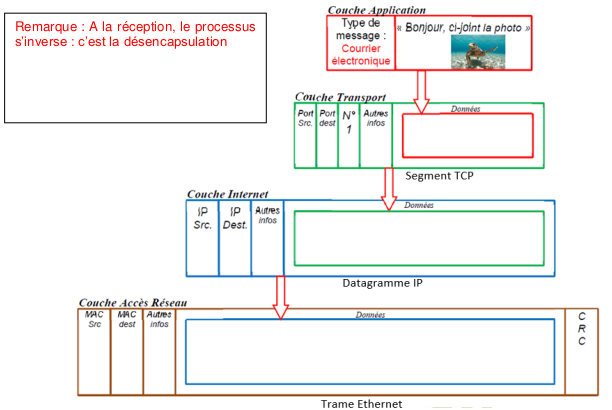 Remarque : A la réception, le processus
s'inverse : c'est la désencapsulation
Couche Application
Type de
message :
Courrier
électronique
« Bonjour, ci-joint la photo »
Couche Transport
Port
Src.
Port
dest
N°
1
Autres
infos
Données
Segment TCP
Couche Internet
IP
Src.
IP
Dest.
Autres
infos
Données
Datagramme IP
Couche Accès Réseau
MAC
Src
MAC
dest
Autres
infos
Données
C
R
C
Trame Ethernet